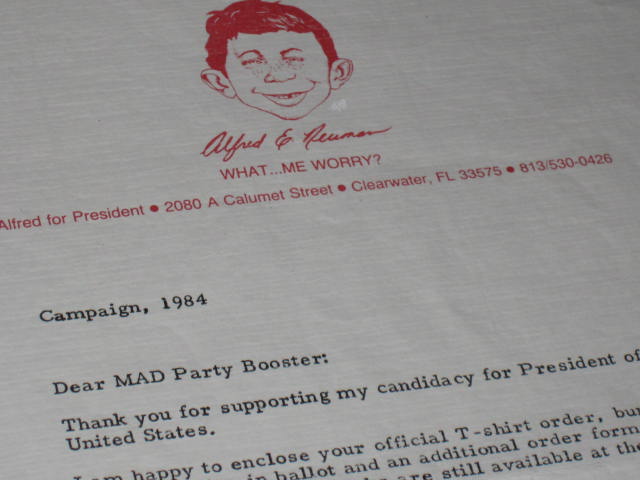 Alfred E Neuman
WHAT...ME WORRY?
Alfred for President • 2080 A Calumet Street • Clearwater, FL 33575 • 813/530-0426
Campaign, 1984
Dear MAD Party Booster:
Thank you for supporting my candidacy for President of
United States.
I am happy to enclose your official T-shirt order,
in ballot and an additional order form
are still available at the